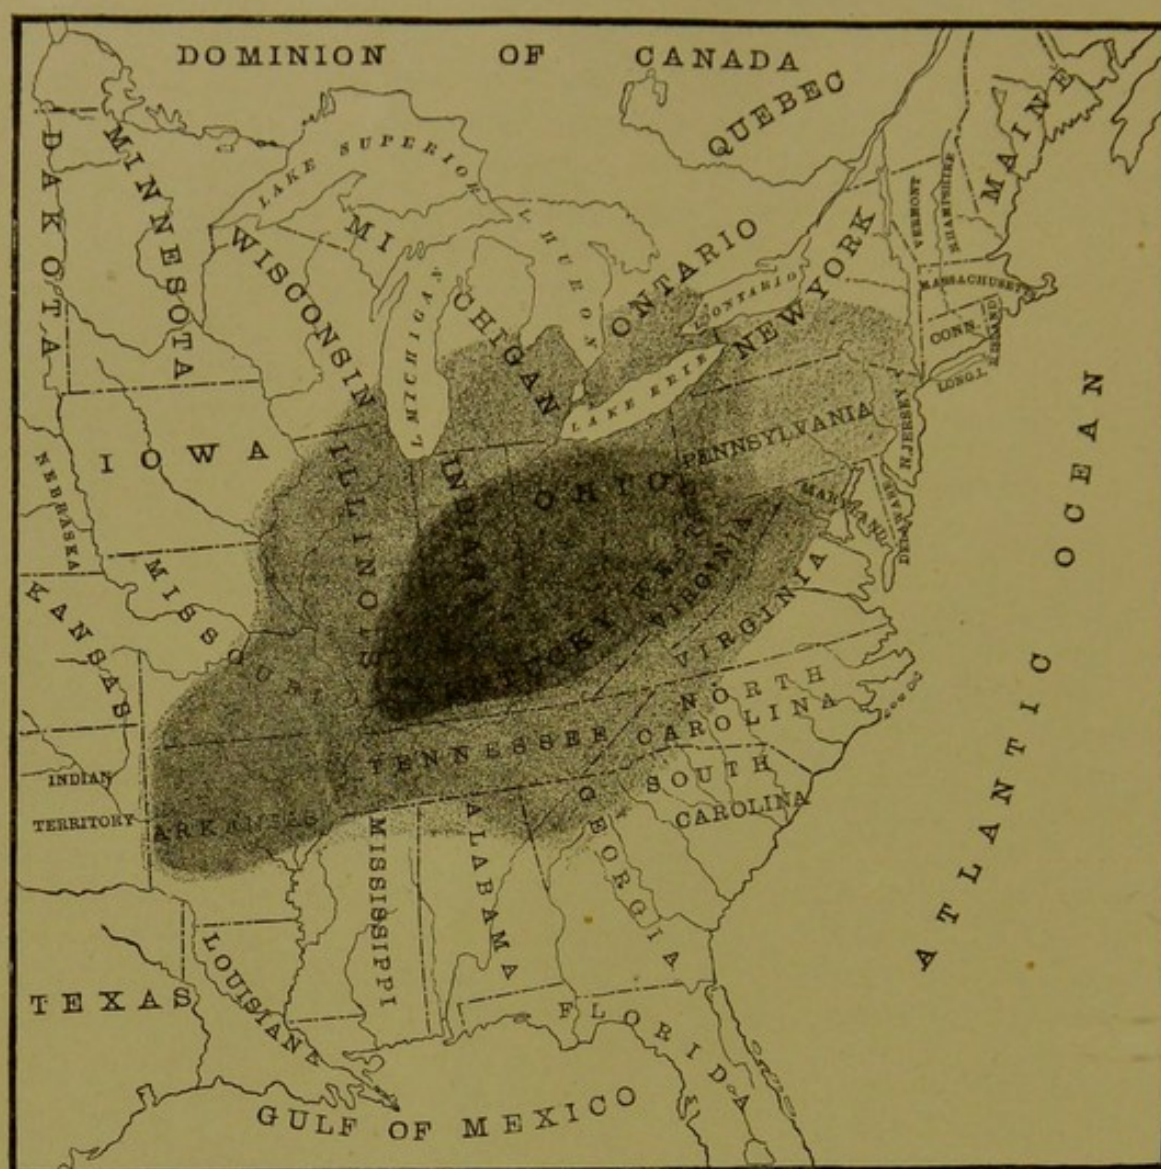 DOMINION OF CANADA
QUEBEC
MAINE
DAKOTA
MINNESOTA
LAKE SUPERIOR
VERMONT
N.HAMPSHIRE
WISCONSIN
MICHIGAN
L HURON
ONTARIO
L ONTARIO
NEW YORK
MASSACHUSETTS
CONN
L MICHIGAN
LAKE ERIE
LONG I.
IOWA
NEBRASKA
ILLINOIS
INDIANA
OHIO
PENNSYLVANIA
N JERSEY
MARYLAND
DELAWARE
KANSAS
MISSOURI
KENTUCKY
WEST VIRGINIA
VIRGINIA
NORTH
CAROLINA
TENNESSEE
SOUTH
CAROLINA
INDIAN
TERRITORY
ARKANSAS
MISSISSIPPI
ALABAMA
GEORGIA
TEXAS
LOUISIANA
FLORIDA
GULF OF MEXICO
ATLANTIC OCEAN